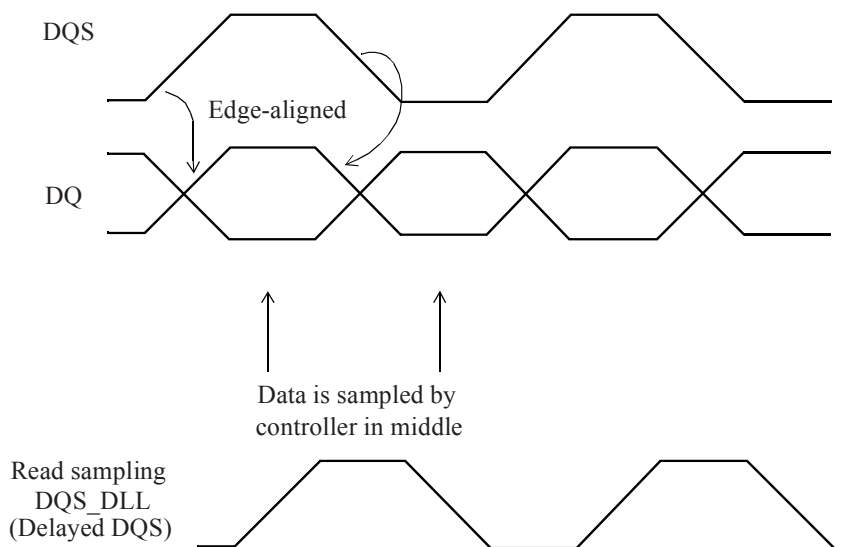 DQS
Edge-aligned
DQ
Data is sampled by
controller in middle
Read sampling
DQS_DLL
(Delayed DQS)